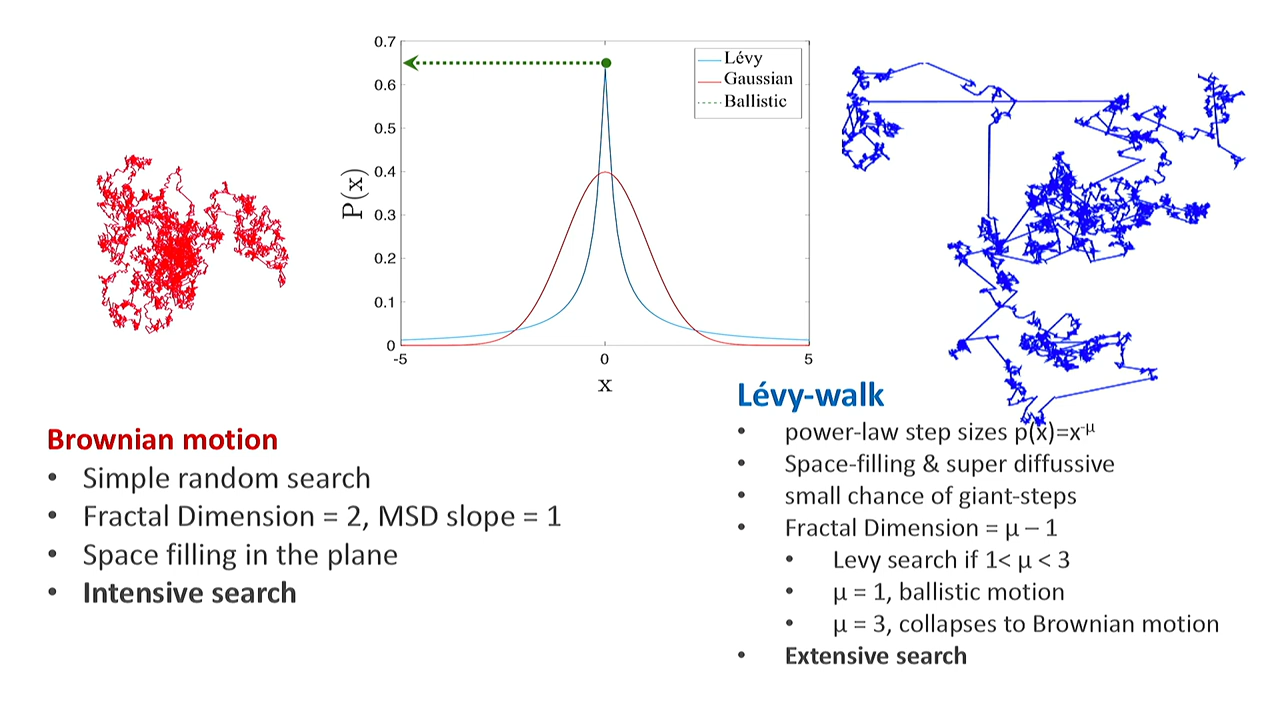 0.7
0.6
0.5
0.4
0.3
0.2
0.1
0
-5
0
5
P(x)
x
Lévy
Gaussian
Ballistic
Brownian motion
• Simple random search
• Fractal Dimension = 2, MSD slope = 1
• Space filling in the plane
• Intensive search
Lévy-walk
• power-law step sizes p(x)=x^-μ
• Space-filling & super diffussive
• small chance of giant-steps
• Fractal Dimension = μ – 1
• Levy search if 1< μ < 3
• μ = 1, ballistic motion
• μ = 3, collapses to Brownian motion
• Extensive search